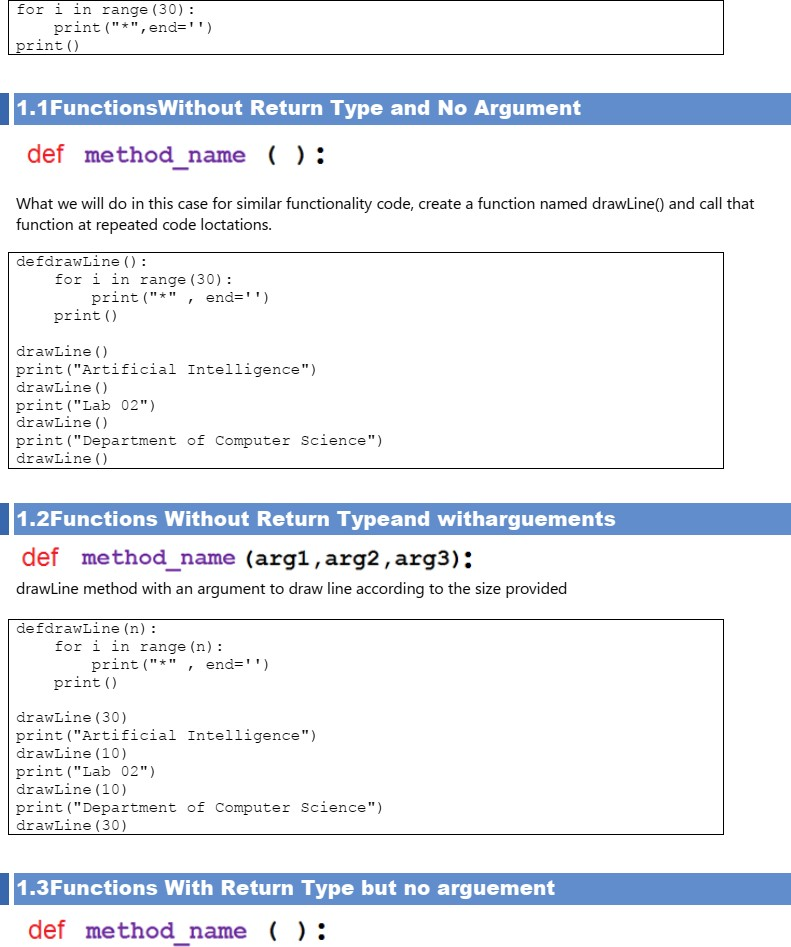 for i in range(30):
    print("*",end='')
print()
1.1FunctionsWithout Return Type and No Argument
def method_name ( ):
What we will do in this case for similar functionality code, create a function named drawLine() and call that
function at repeated code loctations.
defdrawLine():
    for i in range(30):
        print("*" , end='')
    print()
drawLine()
print("Artificial Intelligence")
drawLine()
print("Lab 02")
drawLine()
print("Department of Computer Science")
drawLine()
1.2Functions Without Return Typeand witharguements
def method_name(arg1,arg2,arg3):
drawLine method with an argument to draw line according to the size provided
defdrawLine(n):
    for i in range(n):
        print("*" , end='')
    print()
drawLine(30)
print("Artificial Intelligence")
drawLine(10)
print("Lab 02")
drawLine(10)
print("Department of Computer Science")
drawLine(30)
1.3Functions With Return Type but no arguement
def method_name ( ):